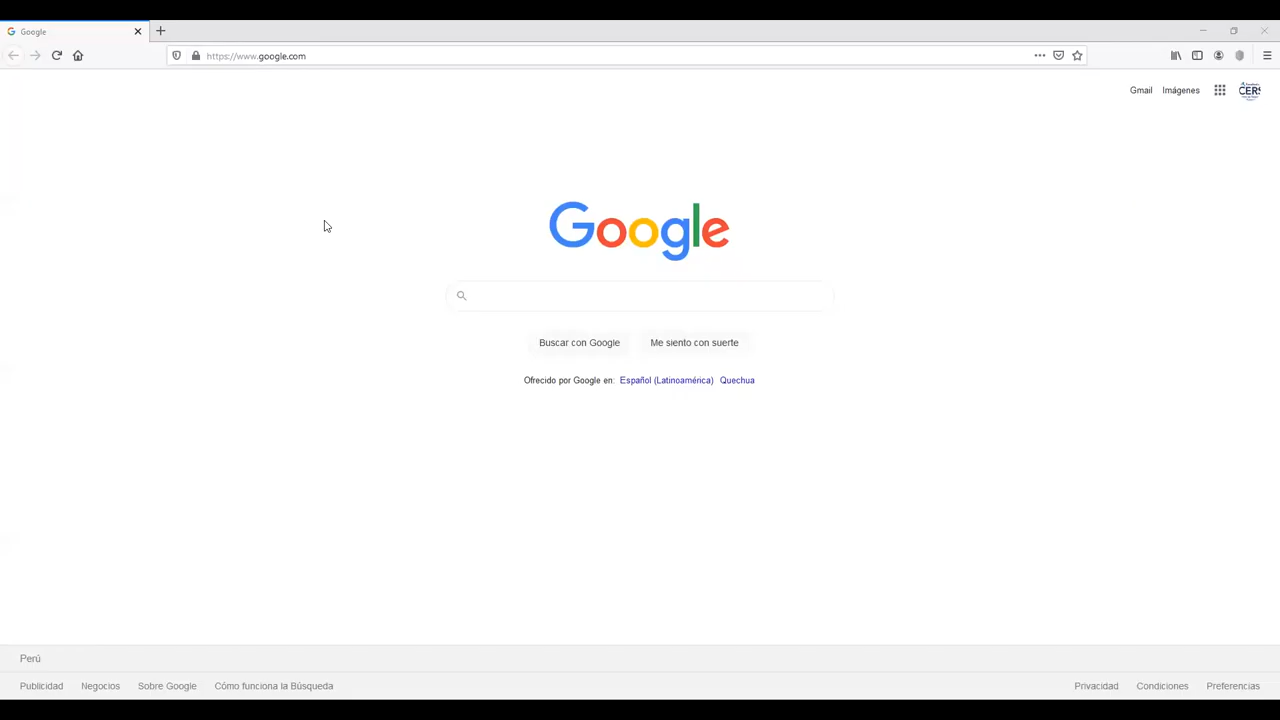 Google
https://www.google.com
Gmail Imágenes
CERS
Google
Buscar con Google Me siento con suerte
Ofrecido por Google en: Español (Latinoamérica) Quechua
Perú
Publicidad Negocios Sobre Google Cómo funciona la Búsqueda Privacidad Condiciones Preferencias